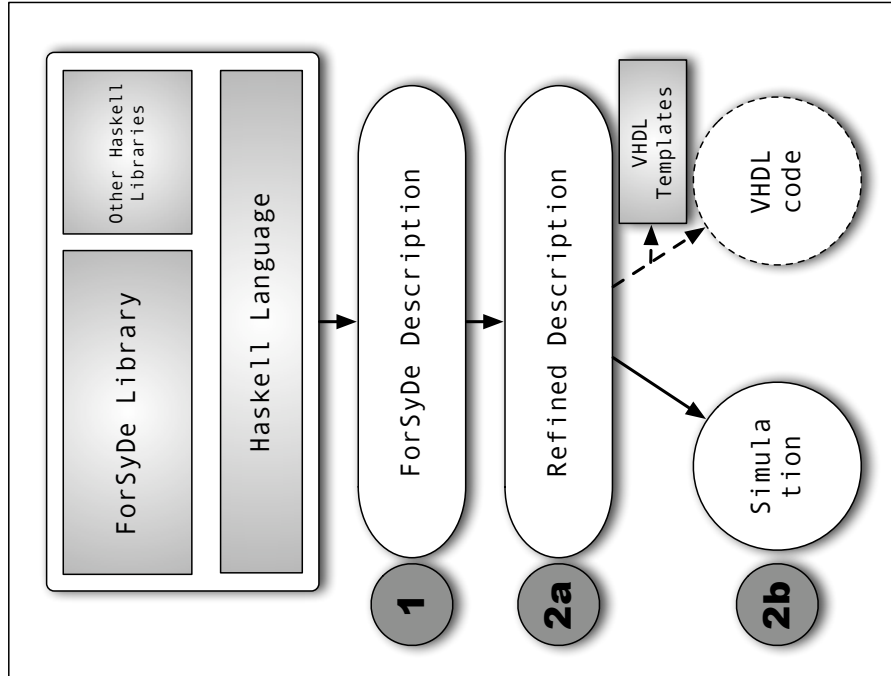 ForSyDe Library
Other Haskell
Libraries
Haskell Language
1
ForSyDe Description
2a
Refined Description
VHDL
Templates
2b
Simula
tion
VHDL
code